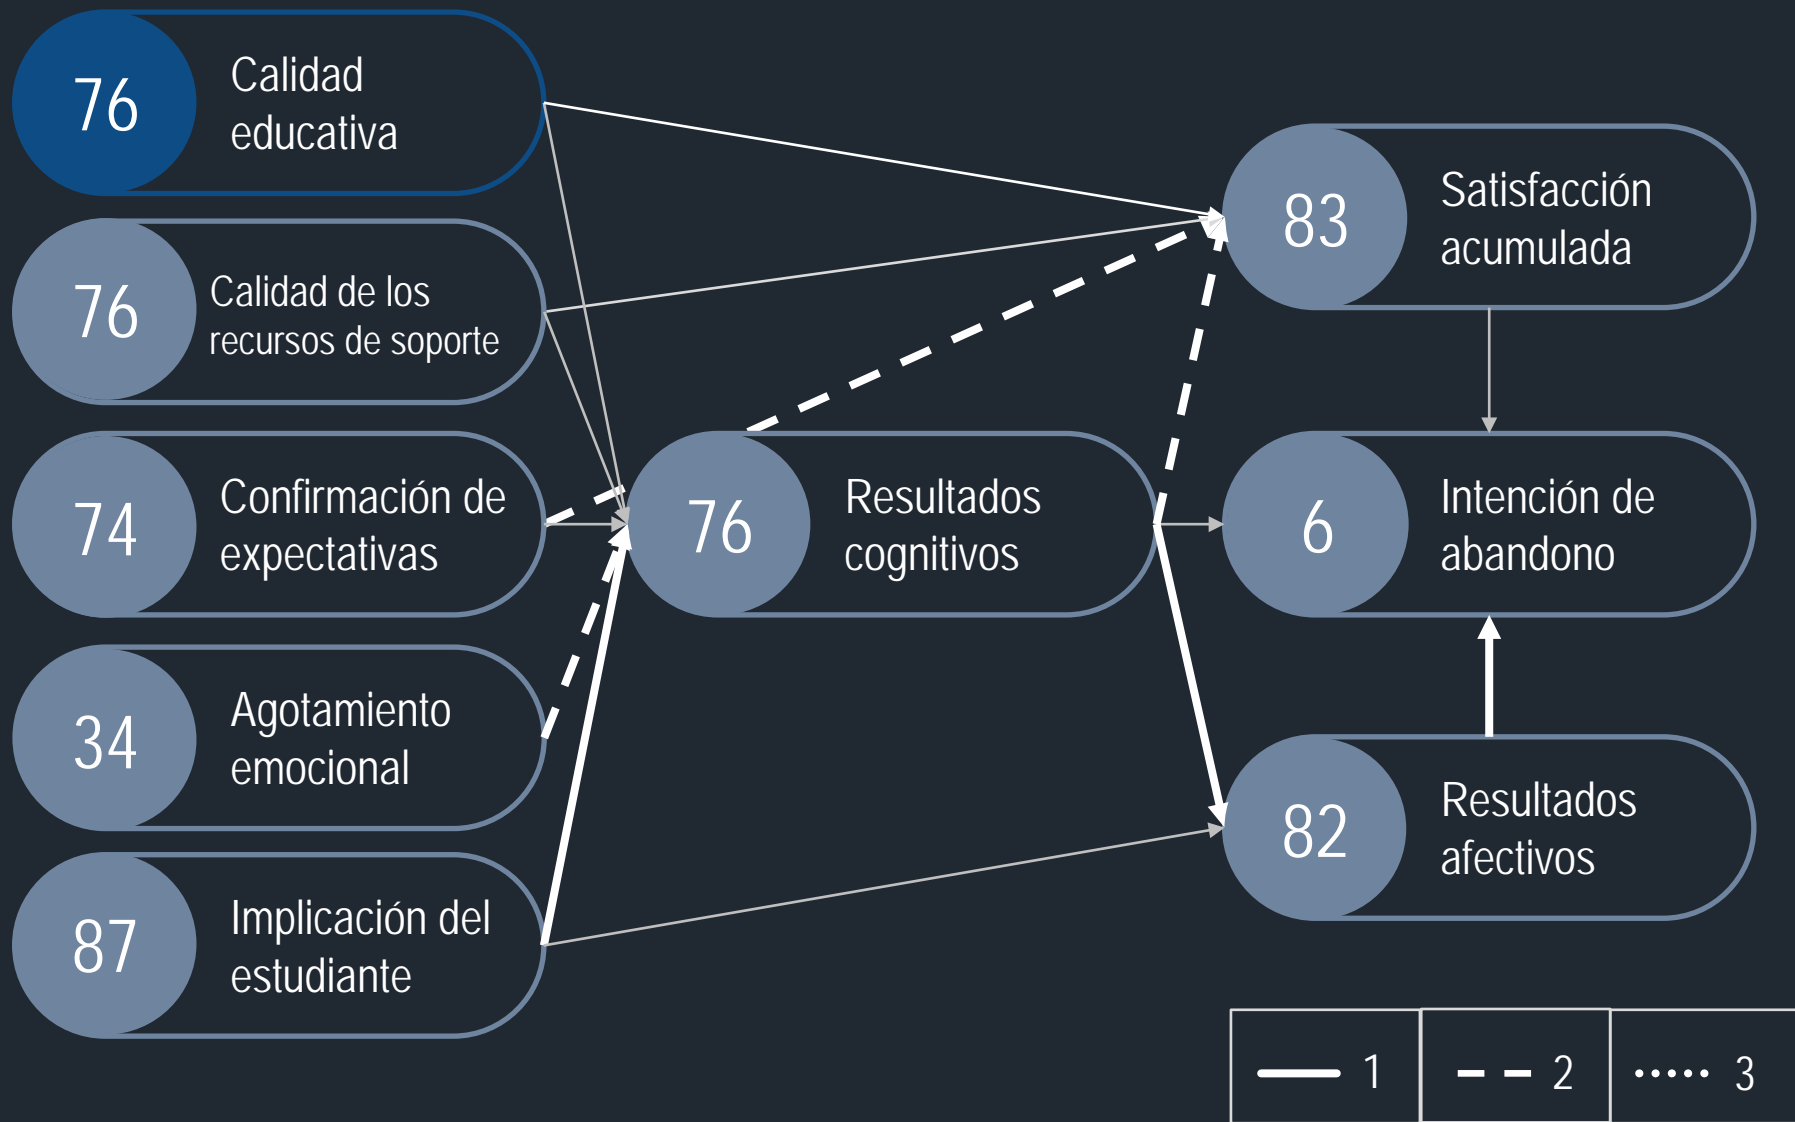 76
Calidad
educativa
76
Calidad de los
recursos de soporte
74
Confirmación de
expectativas
34
Agotamiento
emocional
87
Implicación del
estudiante
76
Resultados
cognitivos
83
Satisfacción
acumulada
6
Intención de
abandono
82
Resultados
afectivos
1
2
3